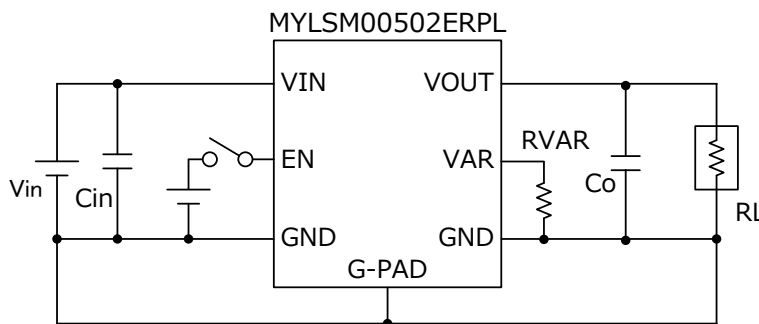 MYLSM00502ERPL
VIN
VOUT
EN
VAR
RVAR
Vin
Cin
Co
RL
GND
GND
G-PAD